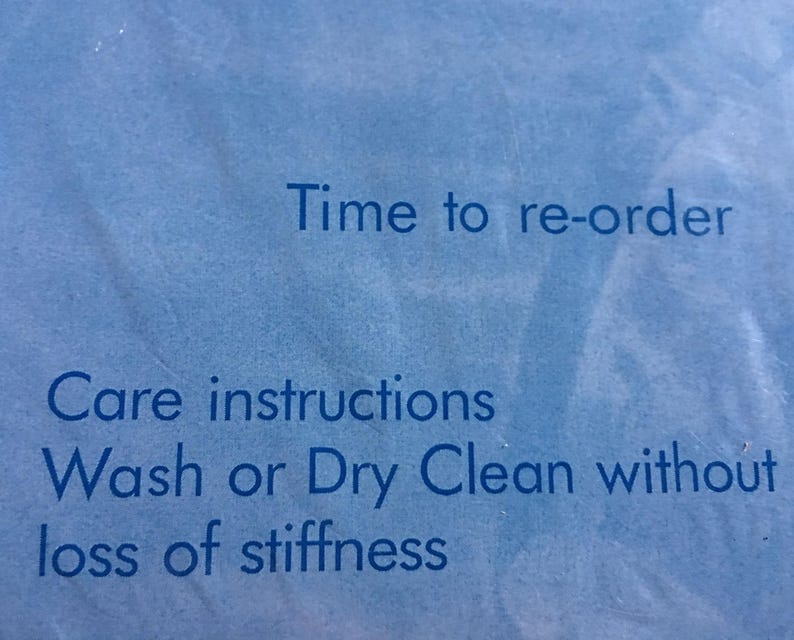 Time to re-order
Care instructions
Wash or Dry Clean without
loss of stiffness